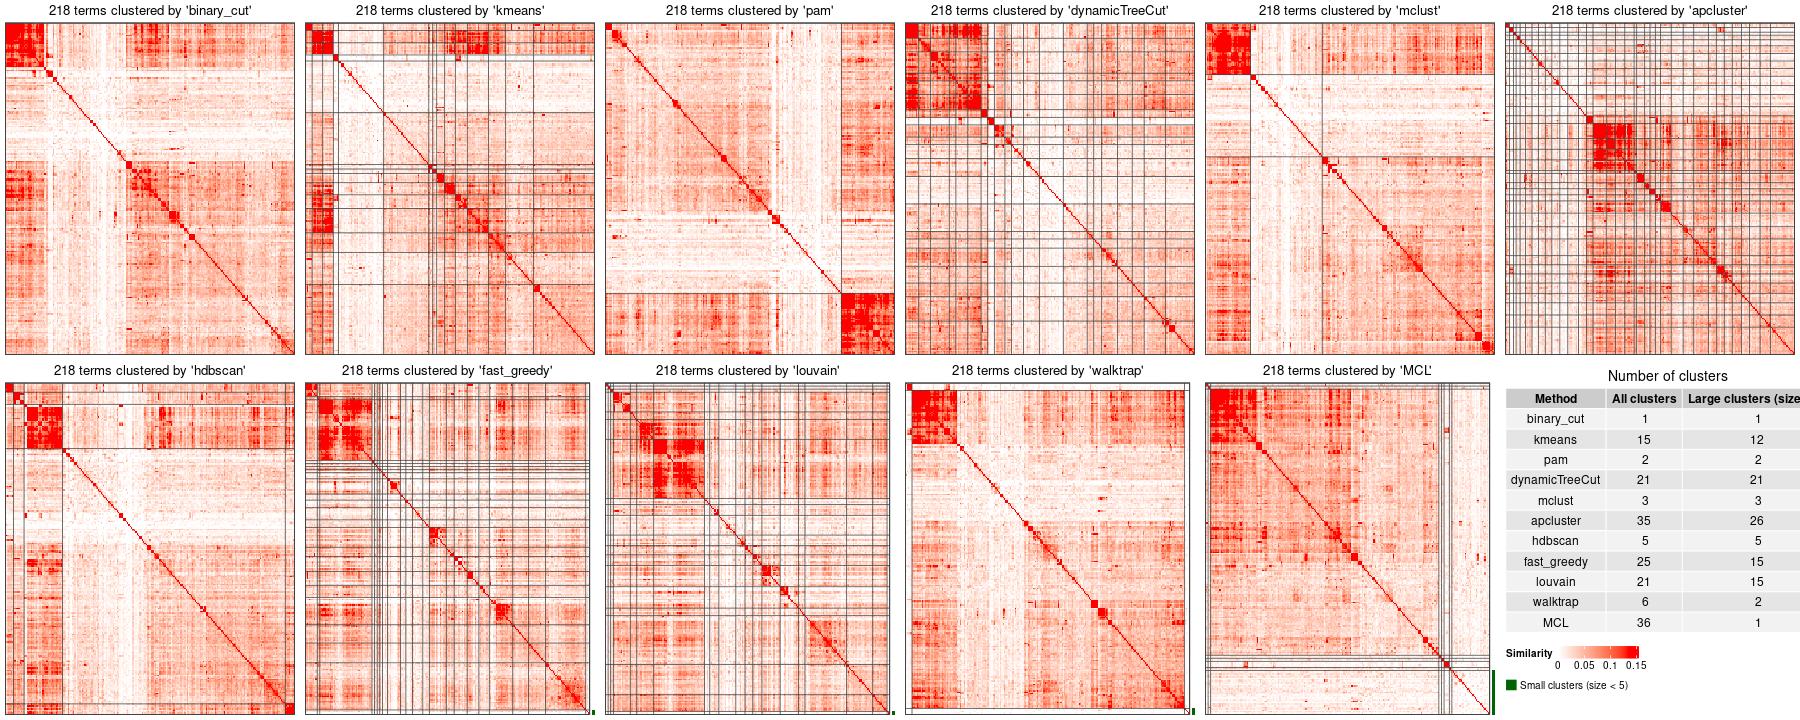 218 terms clustered by 'binary_cut'
218 terms clustered by 'kmeans'
218 terms clustered by 'pam'
218 terms clustered by 'dynamicTreeCut'
218 terms clustered by 'mclust'
218 terms clustered by 'apcluster'
218 terms clustered by 'hdbscan'
218 terms clustered by 'fast_greedy'
218 terms clustered by 'louvain'
218 terms clustered by 'walktrap'
218 terms clustered by 'MCL'
Number of clusters
Method All clusters Large clusters (size
binary_cut 1 1
kmeans 15 12
pam 2 2
dynamicTreeCut 21 21
mclust 3 3
apcluster 35 26
hdbscan 5 5
fast_greedy 25 15
louvain 21 15
walktrap 6 2
MCL 36 1
Similarity
0 0.05 0.1 0.15
Small clusters (size < 5)